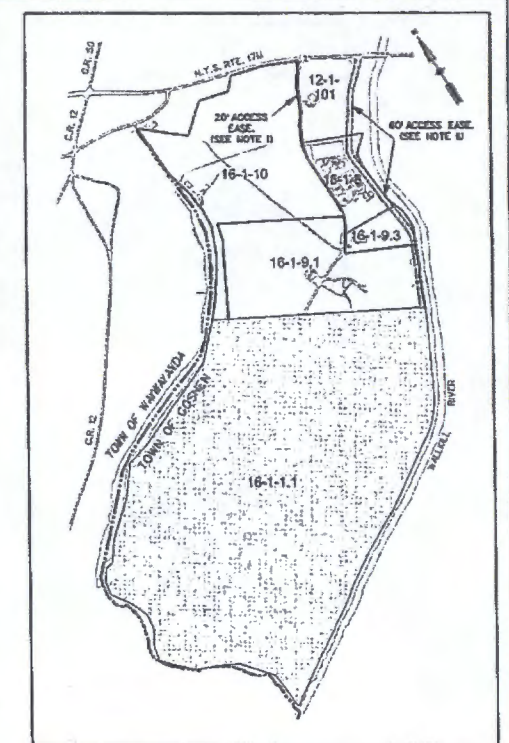 C.R. 50
N.Y.S. RTE. 17M
12-1-
101
20' ACCESS
EASE.
(SEE NOTE 1)
60' ACCESS EASE.
(SEE NOTE 1)
C.R. 12
16-1-10
16-1-8
16-1-9.3
16-1-9.1
TOWN OF WAWAYANDA
TOWN OF GOSHEN
C.R. 12
WALLKILL
RIVER
16-1-1.1